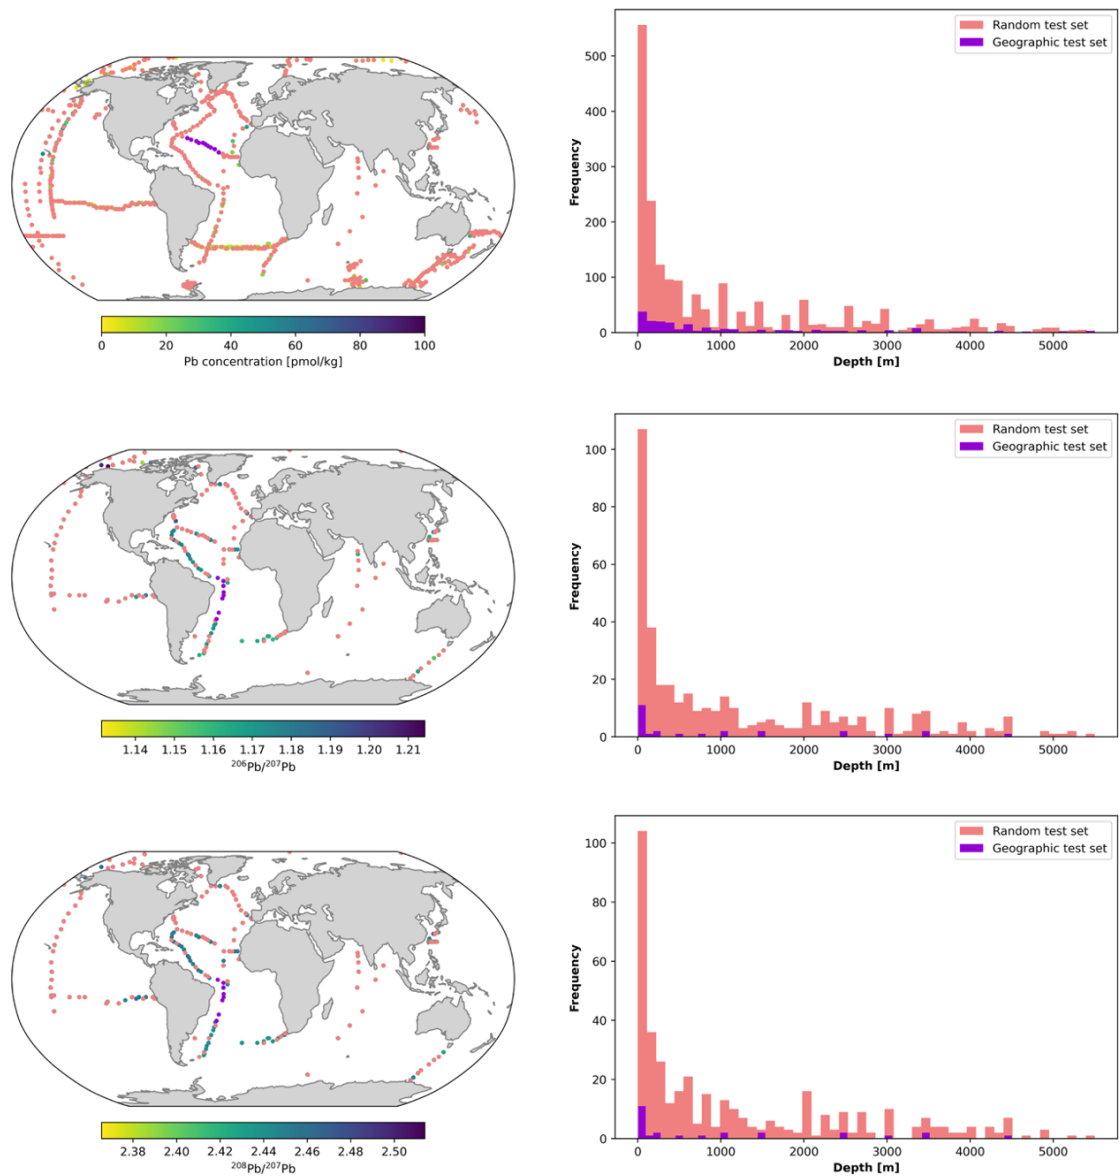 Random test set
Geographic test set
500
400
300
200
100
0
Frequency
0 1000 2000 3000 4000 5000
Depth [m]
0 20 40 60 80 100
Pb concentration [pmol/kg]
Random test set
Geographic test set
100
80
60
40
20
0
Frequency
0 1000 2000 3000 4000 5000
Depth [m]
1.14 1.15 1.16 1.17 1.18 1.19 1.20 1.21
²⁰⁶Pb/²⁰⁷Pb
Random test set
Geographic test set
100
80
60
40
20
0
Frequency
0 1000 2000 3000 4000 5000
Depth [m]
2.38 2.40 2.42 2.44 2.46 2.48 2.50
²⁰⁸Pb/²⁰⁷Pb